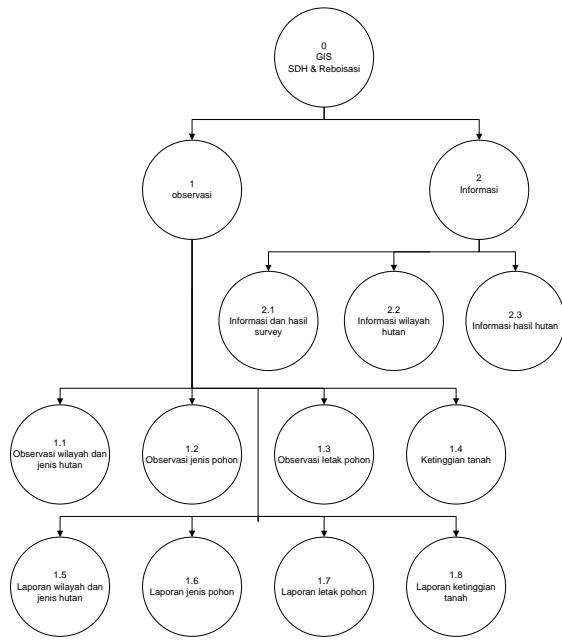 0
GIS
SDH & Reboisasi
1
observasi
2
Informasi
2.1
Informasi dan hasil
survey
2.2
Informasi wilayah
hutan
2.3
Informasi hasil hutan
1.1
Observasi wilayah dan
jenis hutan
1.2
Observasi jenis pohon
1.3
Observasi letak pohon
1.4
Ketinggian tanah
1.5
Laporan wilayah dan
jenis hutan
1.6
Laporan jenis pohon
1.7
Laporan letak pohon
1.8
Laporan ketinggian
tanah